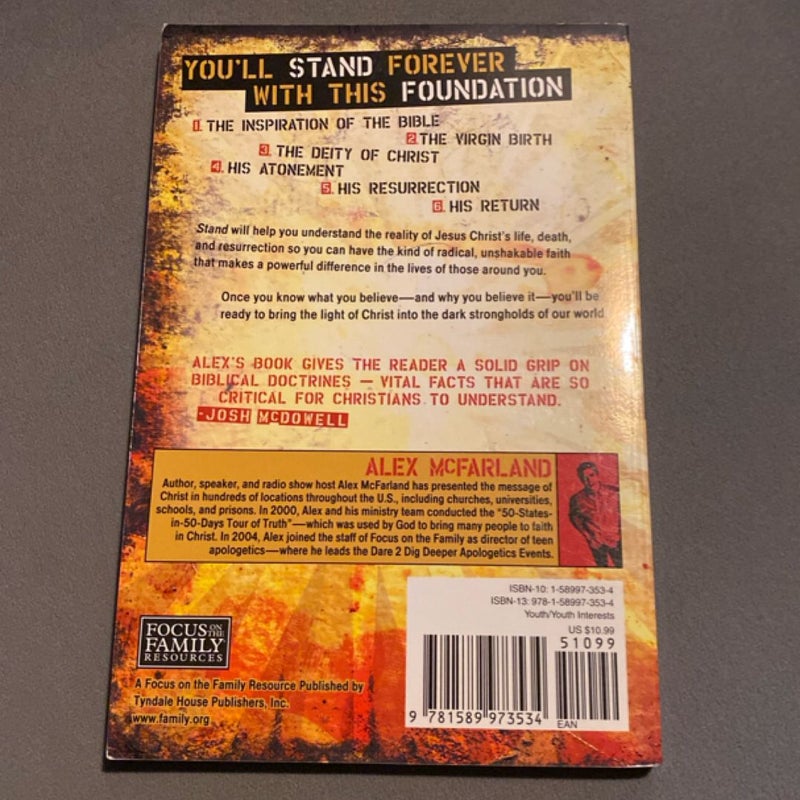 YOU'LL STAND FOREVER
WITH THIS FOUNDATION
1. THE INSPIRATION OF THE BIBLE
2. THE VIRGIN BIRTH
3. THE DEITY OF CHRIST
4. HIS ATONEMENT
5. HIS RESURRECTION
6. HIS RETURN
Stand will help you understand the reality of Jesus Christ's life, death,
and resurrection so you can have the kind of radical, unshakable faith
that makes a powerful difference in the lives of those around you.
Once you know what you believe—and why you believe it—you'll be
ready to bring the light of Christ into the dark strongholds of our world
ALEX'S BOOK GIVES THE READER A SOLID GRIP ON
BIBLICAL DOCTRINES — VITAL FACTS THAT ARE SO
CRITICAL FOR CHRISTIANS TO UNDERSTAND.
-JOSH MCDOWELL
ALEX McFARLAND
Author, speaker, and radio show host Alex McFarland has presented the message of
Christ in hundreds of locations throughout the U.S., including churches, universities,
schools, and prisons. In 2000, Alex and his ministry team conducted the "50-States-
in-50-Days Tour of Truth"—which was used by God to bring many people to faith
in Christ. In 2004, Alex joined the staff of Focus on the Family as director of teen
apologetics—where he leads the Dare 2 Dig Deeper Apologetics Events.
ISBN-10: 1-58997-353-4
ISBN-13: 978-1-58997-353-4
Youth/Youth Interests
US $10.99
51099
9 781589 973534
EAN
FOCUS ON THE
FAMILY
RESOURCES
A Focus on the Family Resource Published by
Tyndale House Publishers, Inc.
www.family.org